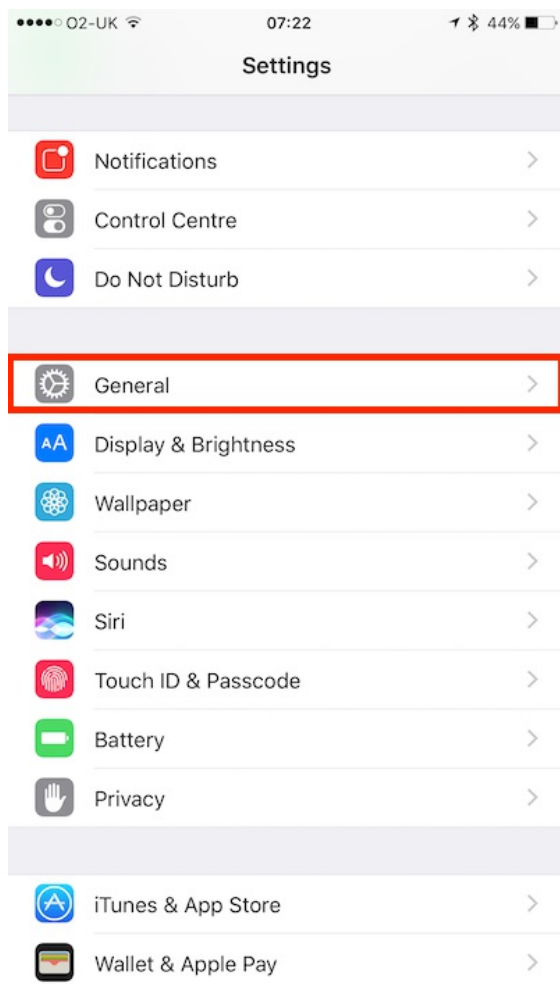 O2-UK 07:22 44%
Settings
Notifications
Control Centre
Do Not Disturb
General
AA Display & Brightness
Wallpaper
Sounds
Siri
Touch ID & Passcode
Battery
Privacy
iTunes & App Store
Wallet & Apple Pay